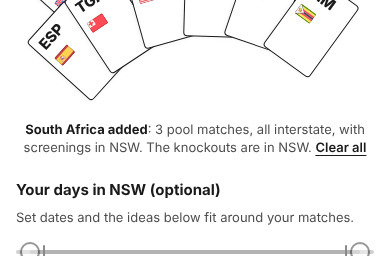 ESP
South Africa added: 3 pool matches, all interstate, with
screenings in NSW. The knockouts are in NSW. Clear all
Your days in NSW (optional)
Set dates and the ideas below fit around your matches.